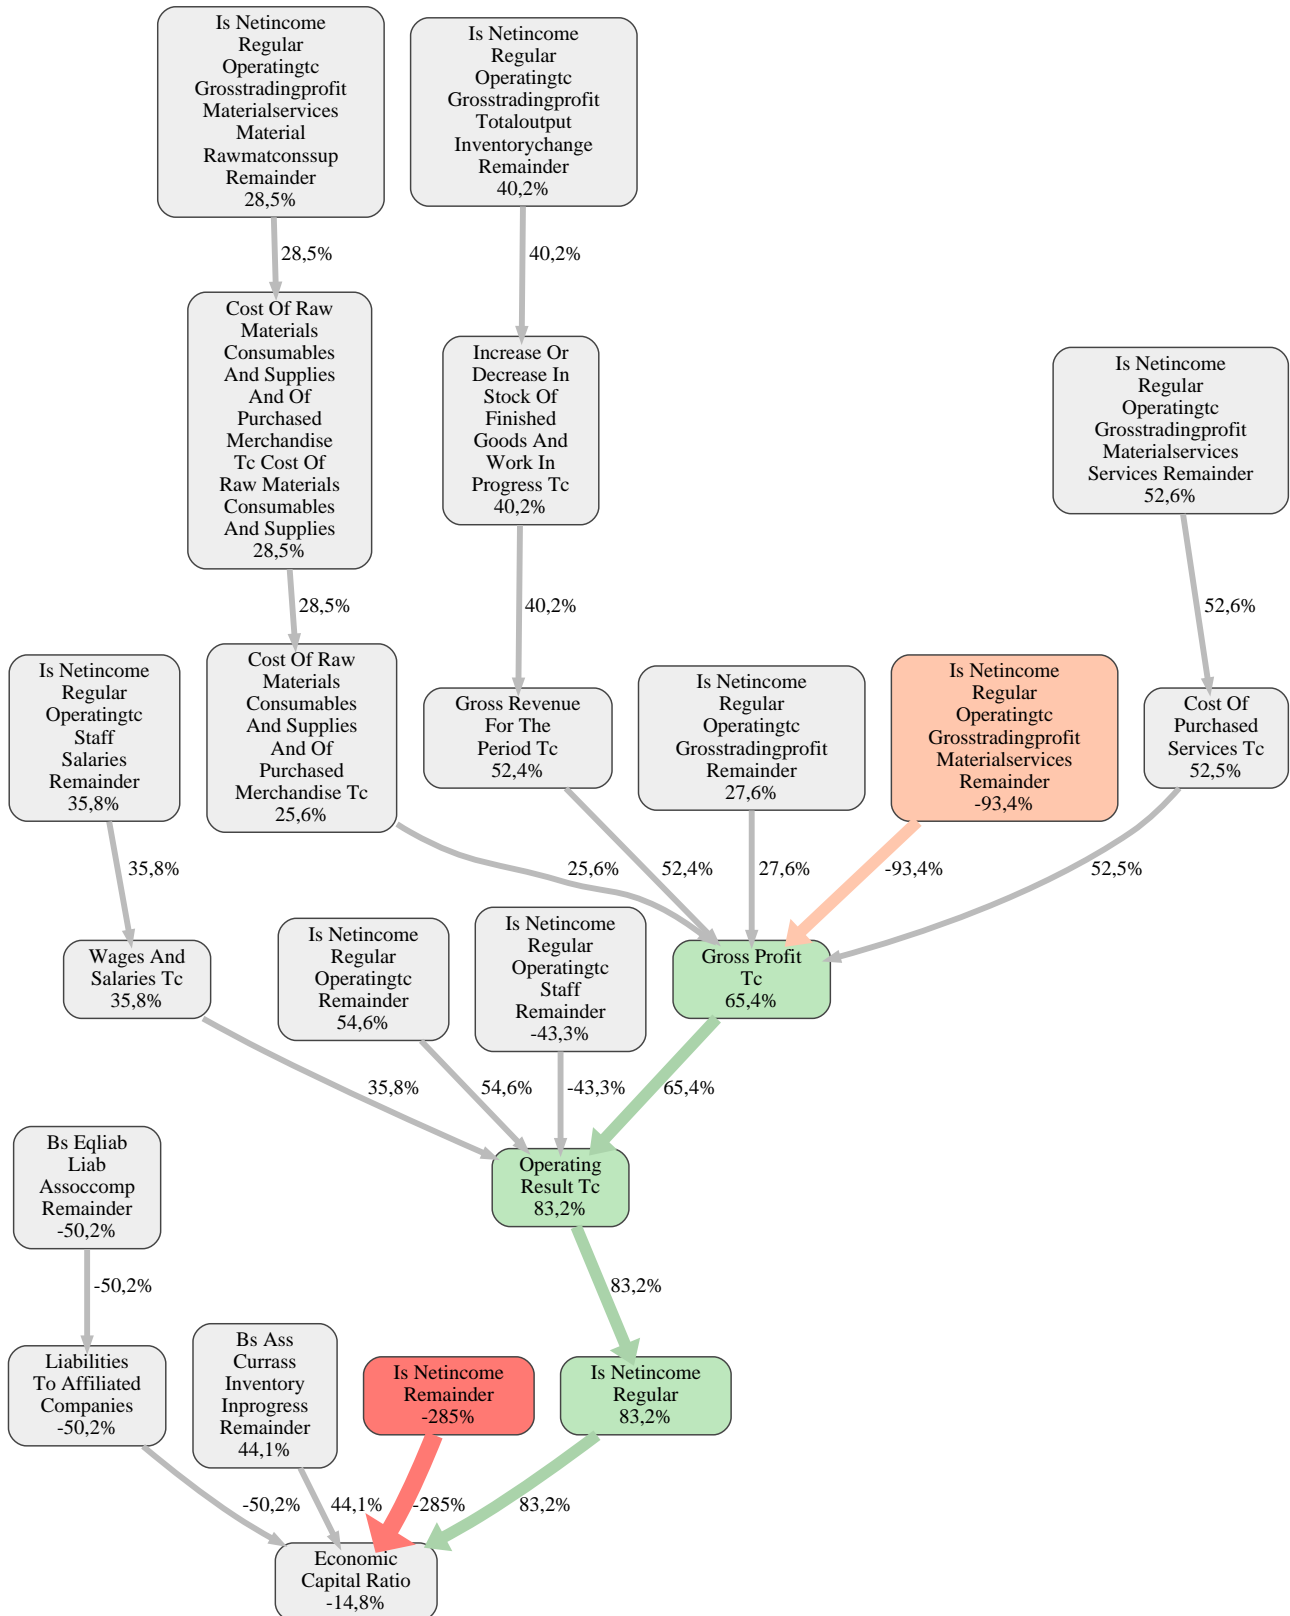 Is Netincome
Regular
Operatingtc
Grosstradingprofit
Materialservices
Material
Rawmatconssup
Remainder
28,5%
Is Netincome
Regular
Operatingtc
Grosstradingprofit
Totaloutput
Inventorychange
Remainder
40,2%
28,5%
40,2%
Cost Of Raw
Materials
Consumables
And Supplies
And Of
Purchased
Merchandise
Tc Cost Of
Raw Materials
Consumables
And Supplies
28,5%
Increase Or
Decrease In
Stock Of
Finished
Goods And
Work In
Progress Tc
40,2%
Is Netincome
Regular
Operatingtc
Grosstradingprofit
Materialservices
Services Remainder
52,6%
28,5%
40,2%
52,6%
Is Netincome
Regular
Operatingtc
Staff
Salaries
Remainder
35,8%
Cost Of Raw
Materials
Consumables
And Supplies
And Of
Purchased
Merchandise Tc
25,6%
Gross Revenue
For The
Period Tc
52,4%
Is Netincome
Regular
Operatingtc
Grosstradingprofit
Remainder
27,6%
Is Netincome
Regular
Operatingtc
Grosstradingprofit
Materialservices
Remainder
-93,4%
Cost Of
Purchased
Services Tc
52,5%
35,8%
25,6%
52,4%
27,6%
-93,4%
52,5%
Wages And
Salaries Tc
35,8%
Is Netincome
Regular
Operatingtc
Remainder
54,6%
Is Netincome
Regular
Operatingtc
Staff
Remainder
-43,3%
Gross Profit
Tc
65,4%
35,8%
54,6%
-43,3%
65,4%
Bs Eqliab
Liab
Assoccomp
Remainder
-50,2%
Operating
Result Tc
83,2%
-50,2%
83,2%
Liabilities
To Affiliated
Companies
-50,2%
Bs Ass
Currass
Inventory
Inprogress
Remainder
44,1%
Is Netincome
Remainder
-285%
Is Netincome
Regular
83,2%
-50,2%
44,1%
-285%
83,2%
Economic
Capital Ratio
-14,8%